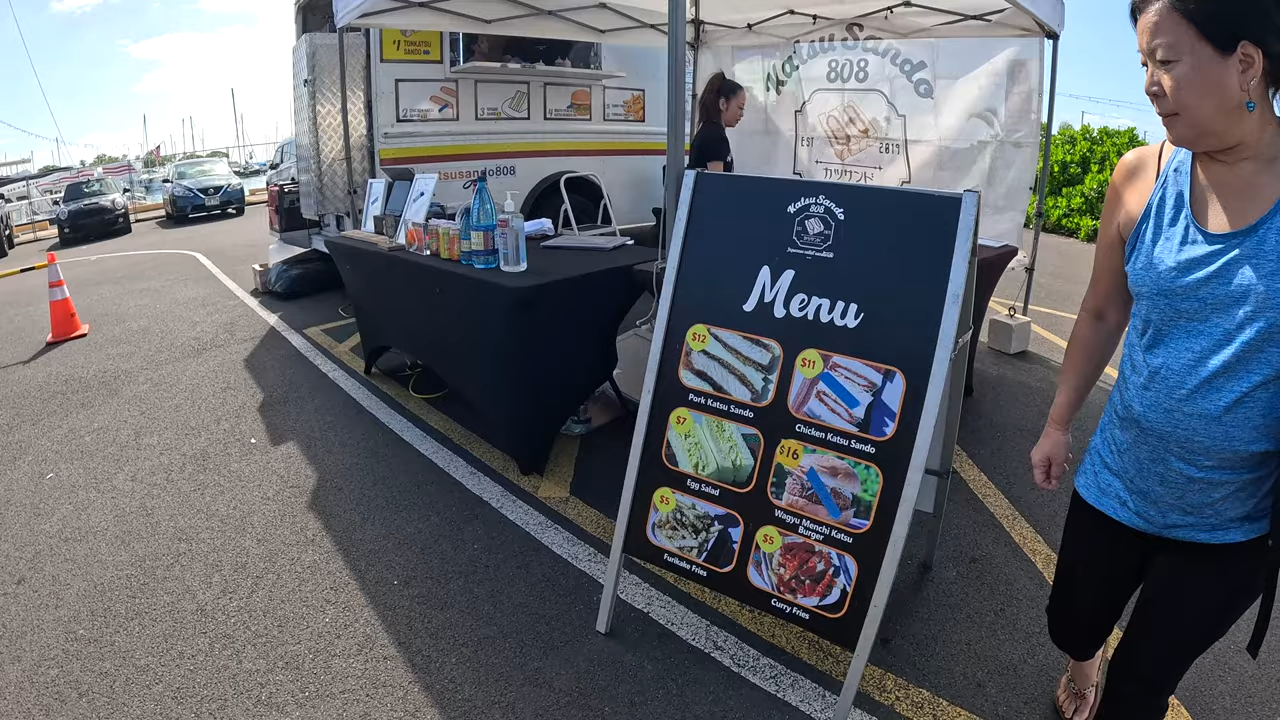 #1 TONKATSU
SANDO
tsusando808
Katsu Sando
808
EST 2019
カツサンド
Katsu Sando
808
Menu
$12
Pork Katsu Sando
$11
Chicken Katsu Sando
$7
Egg Salad
$16
Wagyu Menchi Katsu
Burger
$5
Furikake Fries
$5
Curry Fries